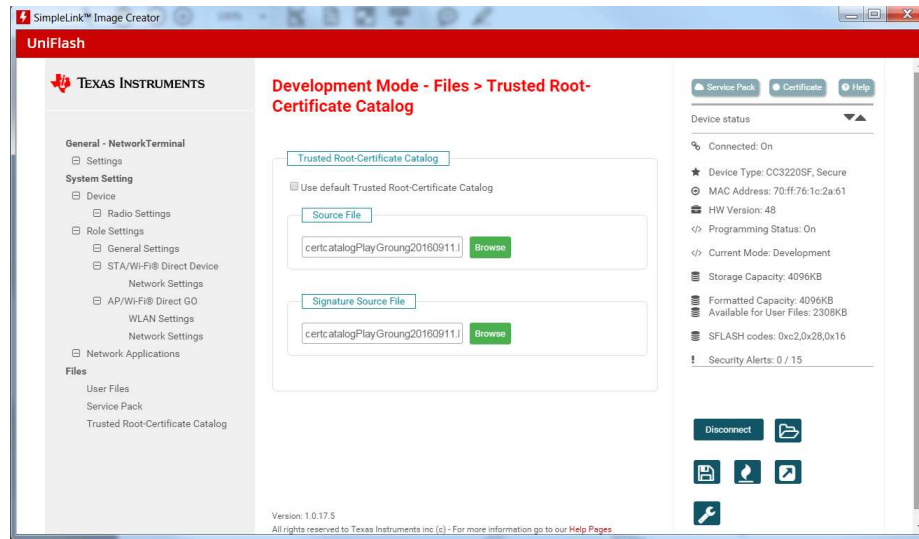 SimpleLink™ Image Creator
UniFlash
TEXAS INSTRUMENTS
General - NetworkTerminal
Settings
System Setting
Device
Radio Settings
Role Settings
General Settings
STA/Wi-Fi® Direct Device
Network Settings
AP/Wi-Fi® Direct GO
WLAN Settings
Network Settings
Network Applications
Files
User Files
Service Pack
Trusted Root-Certificate Catalog
Development Mode - Files > Trusted Root-
Certificate Catalog
Trusted Root-Certificate Catalog
Use default Trusted Root-Certificate Catalog
Source File
certcatalogPlayGroung20160911.l
Browse
Signature Source File
certcatalogPlayGroung20160911.l
Browse
Version: 1.0.17.5
All rights reserved to Texas Instruments inc (c) - For more information go to our Help Pages
Service Pack
Certificate
Help
Device status
Connected: On
Device Type: CC3220SF, Secure
MAC Address: 70:ff:76:1c:2a:61
HW Version: 48
Programming Status: On
Current Mode: Development
Storage Capacity: 4096KB
Formatted Capacity: 4096KB
Available for User Files: 2308KB
SFLASH codes: 0xc2,0x28,0x16
Security Alerts: 0 / 15
Disconnect